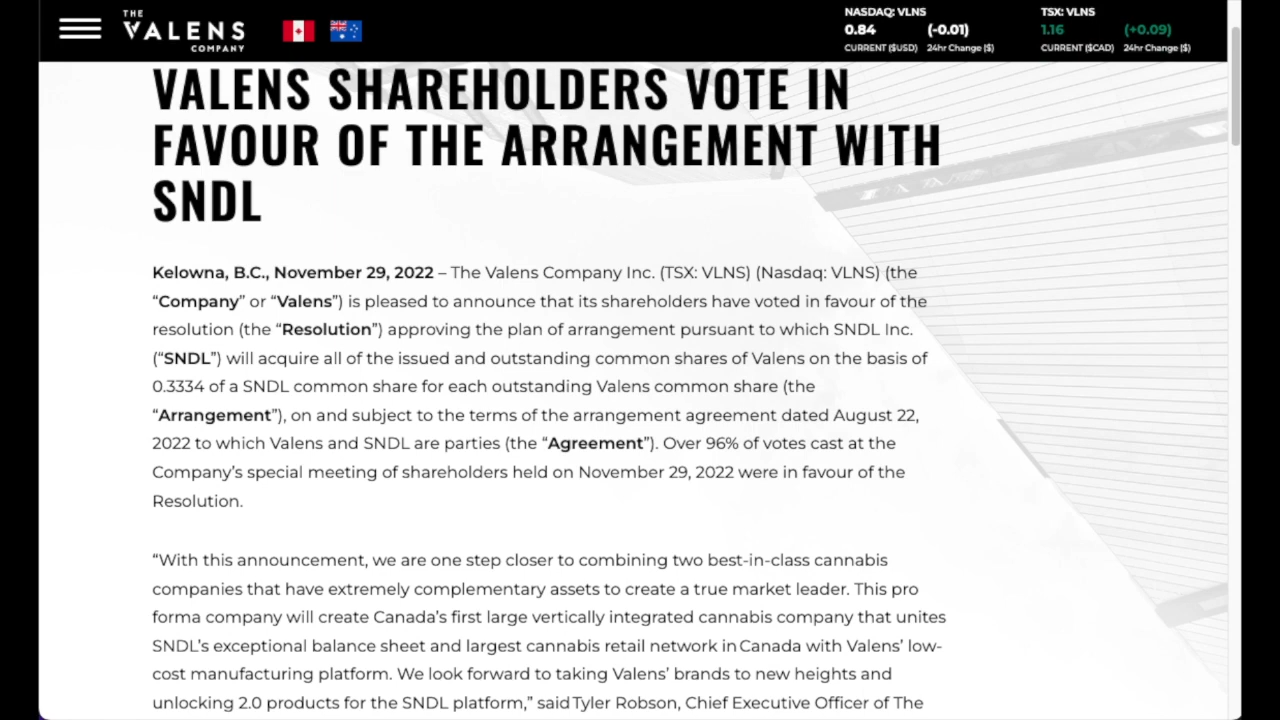 THE
VALENS
COMPANY
NASDAQ: VLNS
0.84 (-0.01)
CURRENT ($USD) 24hr Change ($)
TSX: VLNS
1.16 (+0.09)
CURRENT ($CAD) 24hr Change ($)
VALENS SHAREHOLDERS VOTE IN
FAVOUR OF THE ARRANGEMENT WITH
SNDL
Kelowna, B.C., November 29, 2022 – The Valens Company Inc. (TSX: VLNS) (Nasdaq: VLNS) (the
“Company” or “Valens”) is pleased to announce that its shareholders have voted in favour of the
resolution (the “Resolution”) approving the plan of arrangement pursuant to which SNDL Inc.
(“SNDL”) will acquire all of the issued and outstanding common shares of Valens on the basis of
0.3334 of a SNDL common share for each outstanding Valens common share (the
“Arrangement”), on and subject to the terms of the arrangement agreement dated August 22,
2022 to which Valens and SNDL are parties (the “Agreement”). Over 96% of votes cast at the
Company’s special meeting of shareholders held on November 29, 2022 were in favour of the
Resolution.
“With this announcement, we are one step closer to combining two best-in-class cannabis
companies that have extremely complementary assets to create a true market leader. This pro
forma company will create Canada’s first large vertically integrated cannabis company that unites
SNDL’s exceptional balance sheet and largest cannabis retail network in Canada with Valens’ low-
cost manufacturing platform. We look forward to taking Valens’ brands to new heights and
unlocking 2.0 products for the SNDL platform,” said Tyler Robson, Chief Executive Officer of The